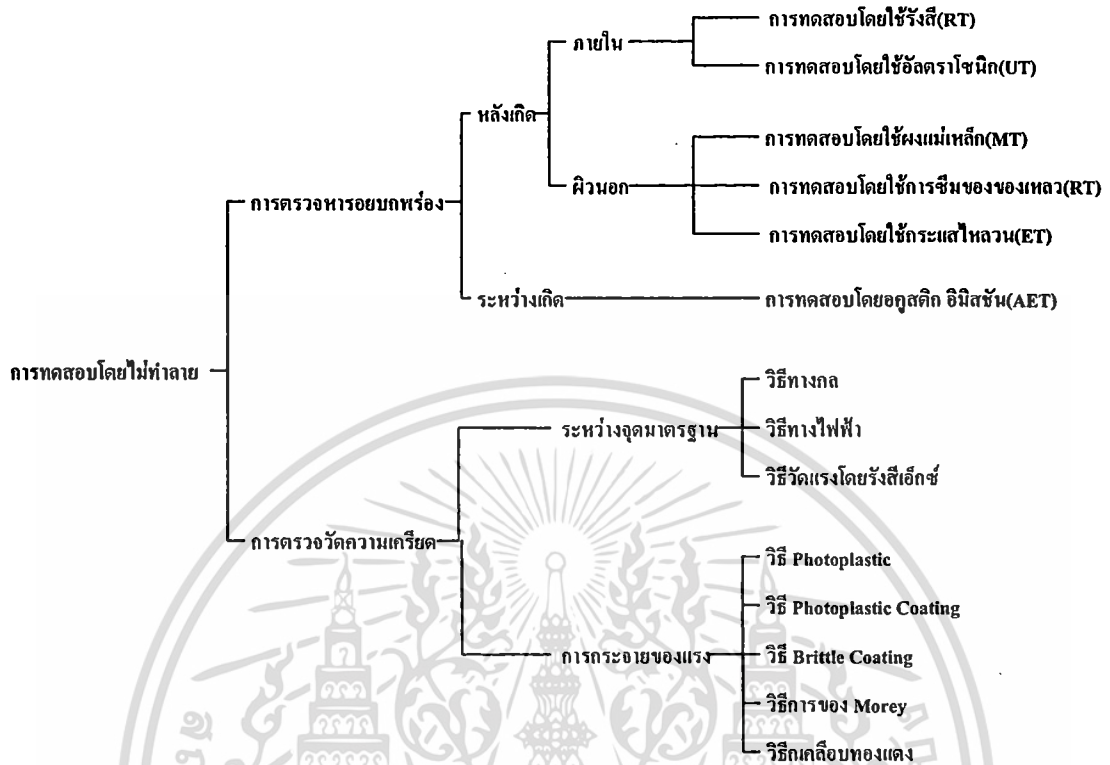 การทดสอบโดยใช้รังสี(RT)
ภายใน
การทดสอบโดยใช้อัลตราโซนิก(UT)
หลังเกิด
การทดสอบโดยใช้ผงแม่เหล็ก(MT)
ผิวนอก
การทดสอบโดยใช้การซึมของของเหลว(RT)
การตรวจหารอยบกพร่อง
การทดสอบโดยใช้กระแสไหลวน(ET)
ระหว่างเกิด
การทดสอบโดยอคูสติก อิมิสชัน(AET)
การทดสอบโดยไม่ทำลาย
วิธีทางกล
ระหว่างจุดมาตรฐาน
วิธีทางไฟฟ้า
วิธีวัดแรงโดยรังสีเอ็กซ์
การตรวจวัดความเครียด
วิธี Photoplastic
วิธี Photoplastic Coating
การกระจายของแรง
วิธี Brittle Coating
วิธีการของ Morey
วิธีเคลือบทองแดง